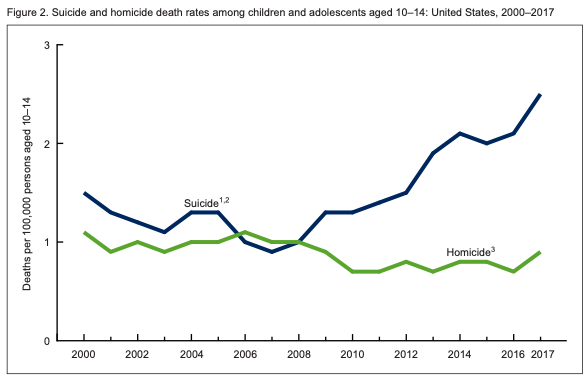 Figure 2. Suicide and homicide death rates among children and adolescents aged 10–14: United States, 2000–2017
Deaths per 100,000 persons aged 10–14
3
2
1
0
Suicide1,2
Homicide3
2000 2002 2004 2006 2008 2010 2012 2014 2016 2017